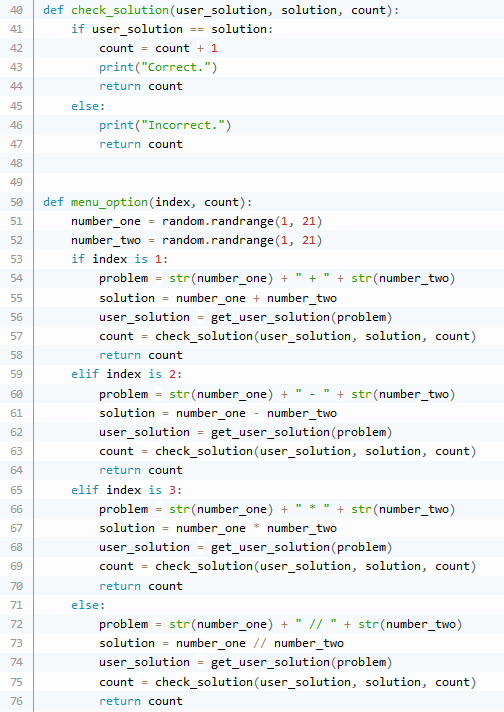 40 def check_solution(user_solution, solution, count):
41     if user_solution == solution:
42         count = count + 1
43         print("Correct.")
44         return count
45     else:
46         print("Incorrect.")
47         return count
48
49
50 def menu_option(index, count):
51     number_one = random.randrange(1, 21)
52     number_two = random.randrange(1, 21)
53     if index is 1:
54         problem = str(number_one) + " + " + str(number_two)
55         solution = number_one + number_two
56         user_solution = get_user_solution(problem)
57         count = check_solution(user_solution, solution, count)
58         return count
59     elif index is 2:
60         problem = str(number_one) + " - " + str(number_two)
61         solution = number_one - number_two
62         user_solution = get_user_solution(problem)
63         count = check_solution(user_solution, solution, count)
64         return count
65     elif index is 3:
66         problem = str(number_one) + " * " + str(number_two)
67         solution = number_one * number_two
68         user_solution = get_user_solution(problem)
69         count = check_solution(user_solution, solution, count)
70         return count
71     else:
72         problem = str(number_one) + " // " + str(number_two)
73         solution = number_one // number_two
74         user_solution = get_user_solution(problem)
75         count = check_solution(user_solution, solution, count)
76         return count